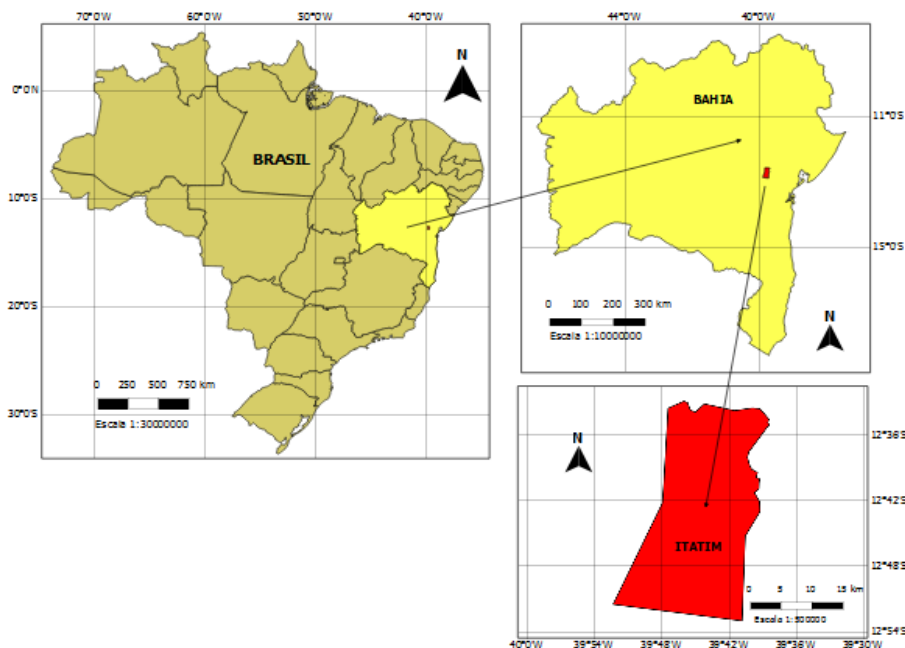 70°0'W 60°0'W 50°0'W 40°0'W
0°0'N
10°0'S
20°0'S
30°0'S
N
BRASIL
0 250 500 750 km
Escala 1:30000000
44°0'S 40°0'S
11°0'S
15°0'S
BAHIA
0 100 200 300 km
Escala 1:10000000
N
N
12°36'S
12°42'S
12°48'S
12°54'S
ITATIM
0 5 10 15 km
Escala 1:500000
40°0'S 39°54'S 39°48'S 39°42'S 39°36'S 39°30'S